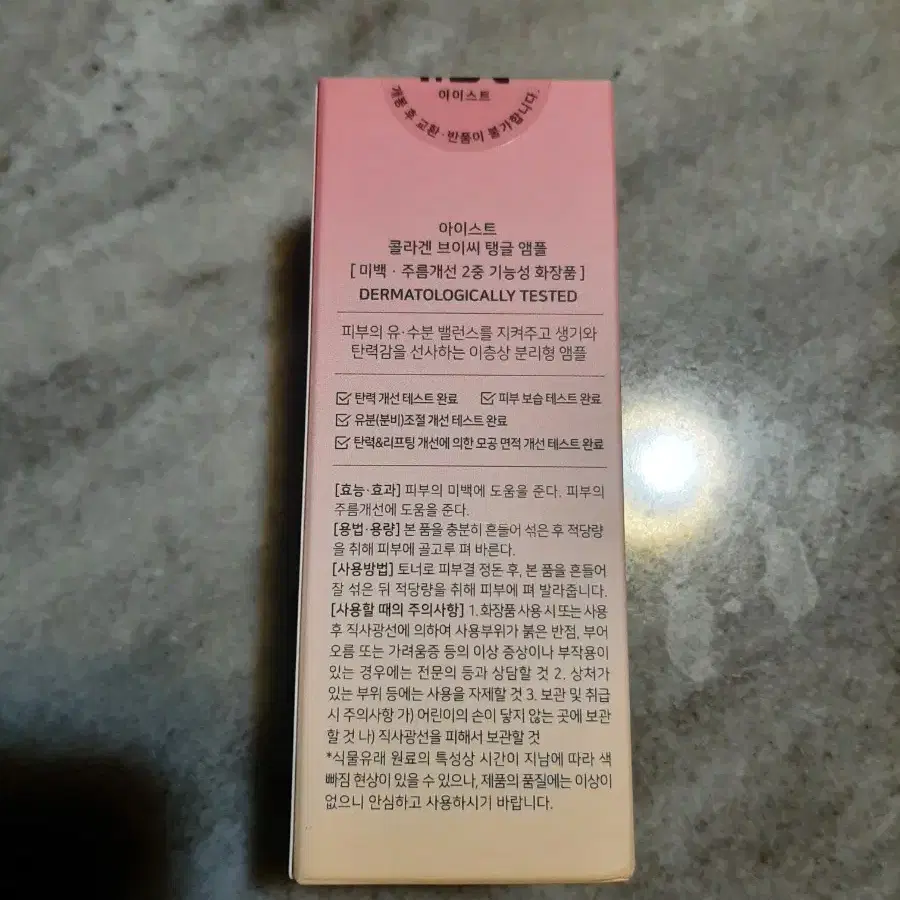 아이스트
개봉 후 교환·반품이 불가합니다.
아이스트
콜라겐 브이씨 탱글 앰플
[ 미백 · 주름개선 2중 기능성 화장품 ]
DERMATOLOGICALLY TESTED
피부의 유·수분 밸런스를 지켜주고 생기와
탄력감을 선사하는 이층상 분리형 앰플
탄력 개선 테스트 완료 피부 보습 테스트 완료
유분(분비)조절 개선 테스트 완료
탄력&리프팅 개선에 의한 모공 면적 개선 테스트 완료
[효능·효과] 피부의 미백에 도움을 준다. 피부의
주름개선에 도움을 준다.
[용법·용량] 본 품을 충분히 흔들어 섞은 후 적당량
을 취해 피부에 골고루 펴 바른다.
[사용방법] 토너로 피부결 정돈 후, 본 품을 흔들어
잘 섞은 뒤 적당량을 취해 피부에 펴 발라줍니다.
[사용할 때의 주의사항] 1. 화장품 사용 시 또는 사용
후 직사광선에 의하여 사용부위가 붉은 반점, 부어
오름 또는 가려움증 등의 이상 증상이나 부작용이
있는 경우에는 전문의 등과 상담할 것 2. 상처가
있는 부위 등에는 사용을 자제할 것 3. 보관 및 취급
시 주의사항 가) 어린이의 손이 닿지 않는 곳에 보관
할 것 나) 직사광선을 피해서 보관할 것
*식물유래 원료의 특성상 시간이 지남에 따라 색
빠짐 현상이 있을 수 있으나, 제품의 품질에는 이상이
없으니 안심하고 사용하시기 바랍니다.